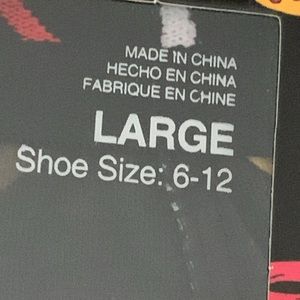 MADE IN CHINA
HECHO EN CHINA
FABRIQUE EN CHINE
LARGE
Shoe Size: 6-12